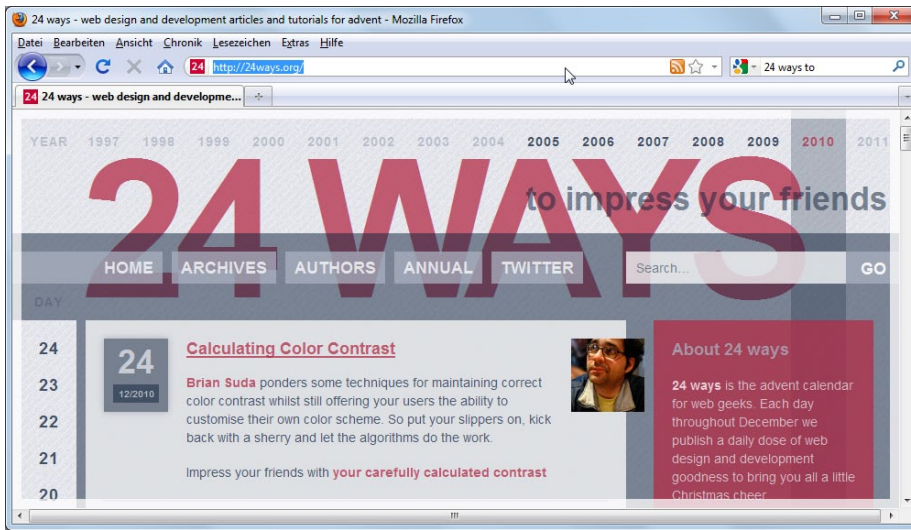 24 ways - web design and development articles and tutorials for advent - Mozilla Firefox
Datei Bearbeiten Ansicht Chronik Lesezeichen Extras Hilfe
24 http://24ways.org/ 24 ways to
24 24 ways - web design and developme...
YEAR 1997 1998 1999 2000 2001 2002 2003 2004 2005 2006 2007 2008 2009 2010 2011
24 WAYS
to impress your friends
HOME ARCHIVES AUTHORS ANNUAL TWITTER Search... GO
DAY
24
23
22
21
20
24
12/2010
Calculating Color Contrast
Brian Suda ponders some techniques for maintaining correct
color contrast whilst still offering your users the ability to
customise their own color scheme. So put your slippers on, kick
back with a sherry and let the algorithms do the work.
Impress your friends with your carefully calculated contrast
About 24 ways
24 ways is the advent calendar
for web geeks. Each day
throughout December we
publish a daily dose of web
design and development
goodness to bring you all a little
Christmas cheer